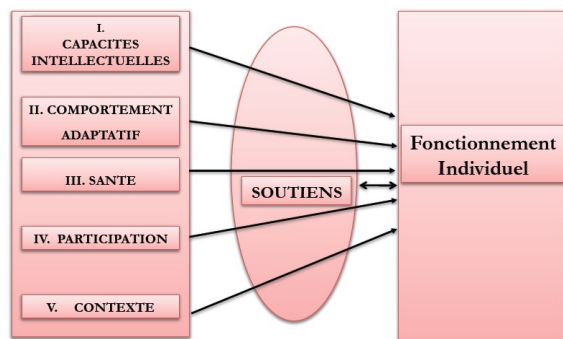 I.
CAPACITES
INTELLECTUELLES
II. COMPORTEMENT
ADAPTATIF
III. SANTE
IV. PARTICIPATION
V. CONTEXTE
SOUTIENS
Fonctionnement
Individuel